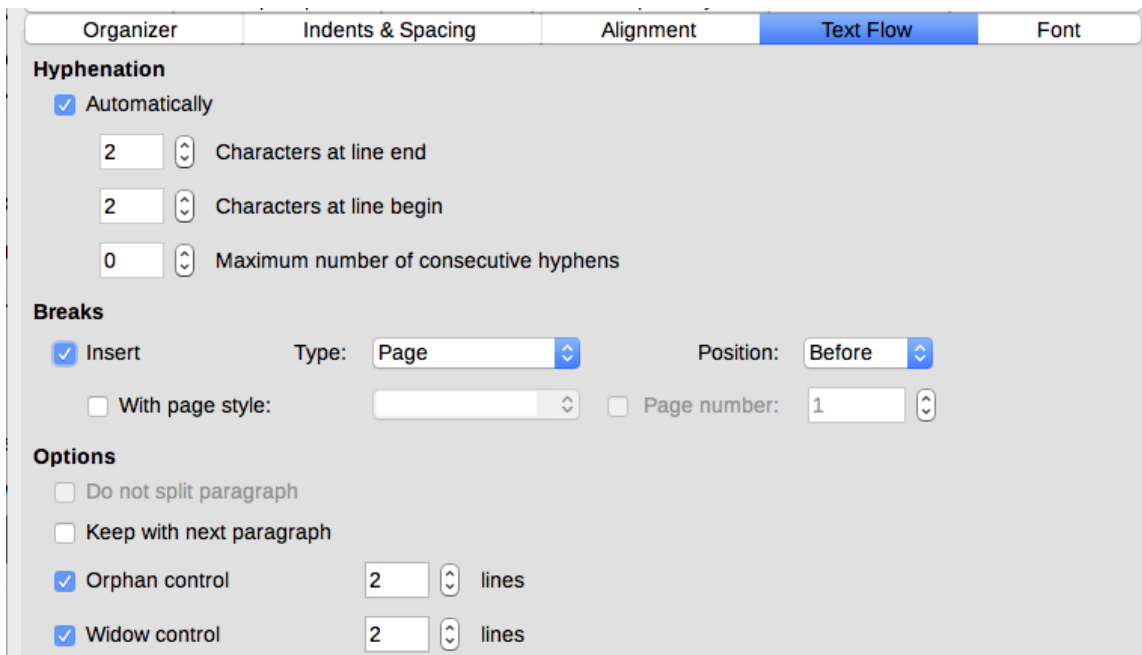 Organizer Indents & Spacing Alignment Text Flow Font
Hyphenation
Automatically
2 Characters at line end
2 Characters at line begin
0 Maximum number of consecutive hyphens
Breaks
Insert Type: Page Position: Before
With page style: Page number: 1
Options
Do not split paragraph
Keep with next paragraph
Orphan control 2 lines
Widow control 2 lines